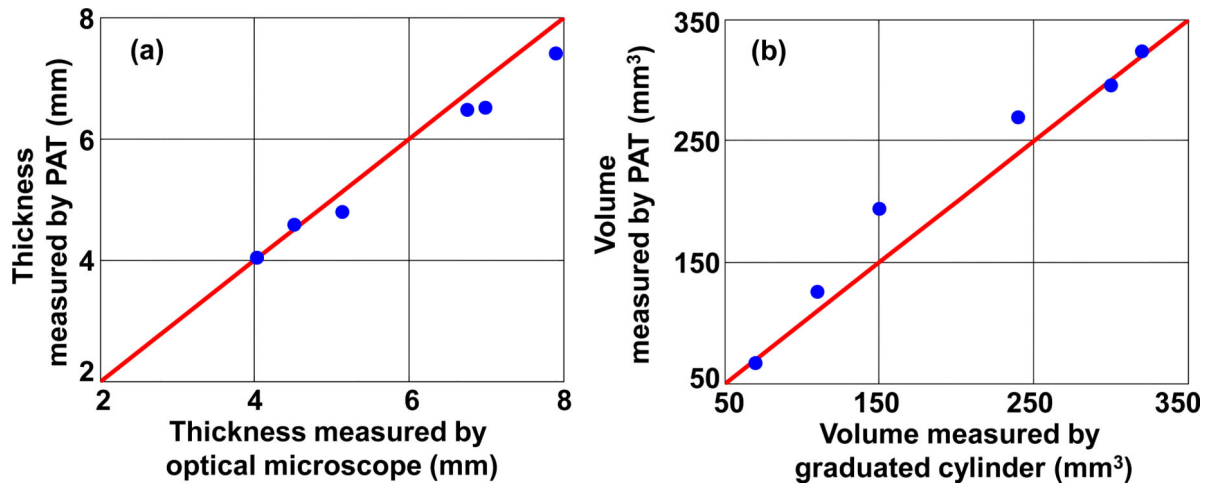 (a)
Thickness
measured by PAT (mm)
8
6
4
2
2 4 6 8
Thickness measured by
optical microscope (mm)
(b)
Volume
measured by PAT (mm³)
350
250
150
50
50 150 250 350
Volume measured by
graduated cylinder (mm³)